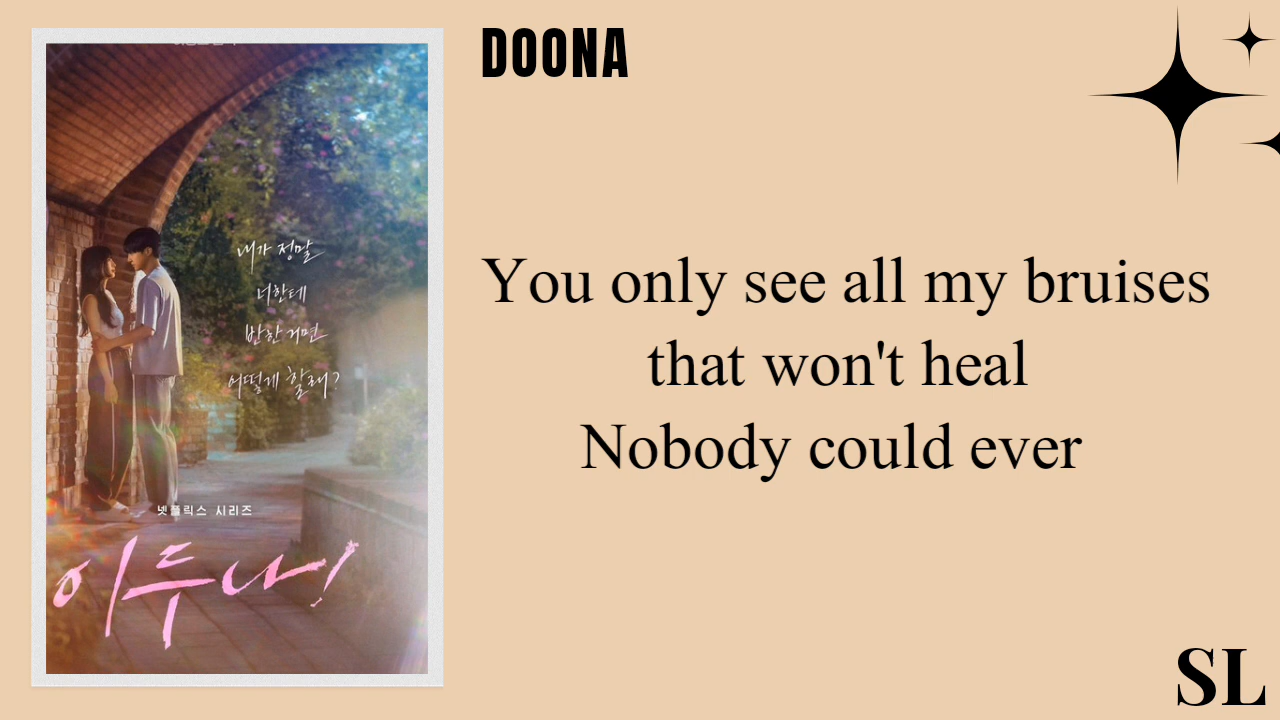 DOONA
내가 정말
너한테
반한 거면
어떻게 할래?
넷플릭스 시리즈
이두나!
You only see all my bruises
that won't heal
Nobody could ever
SL